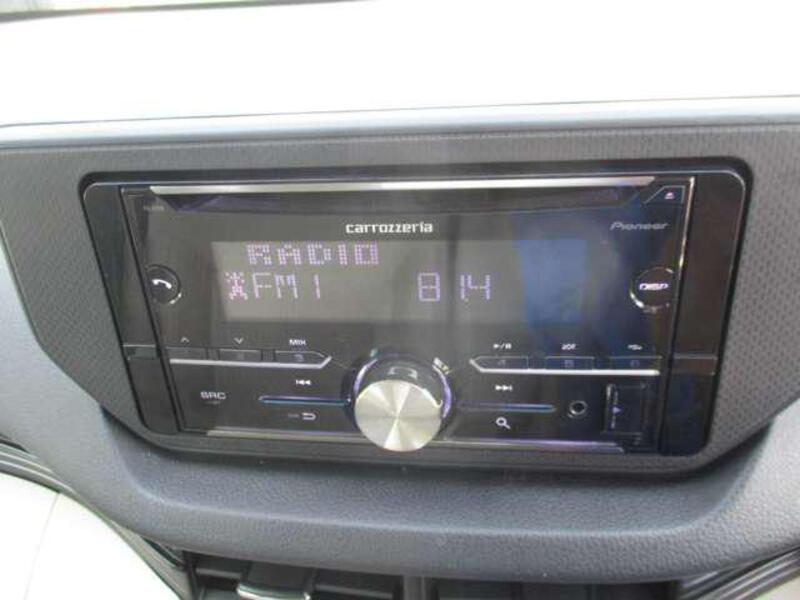 carrozzeria
Pioneer
RADIO
FM1 81.4
DISP
MIX
SRC